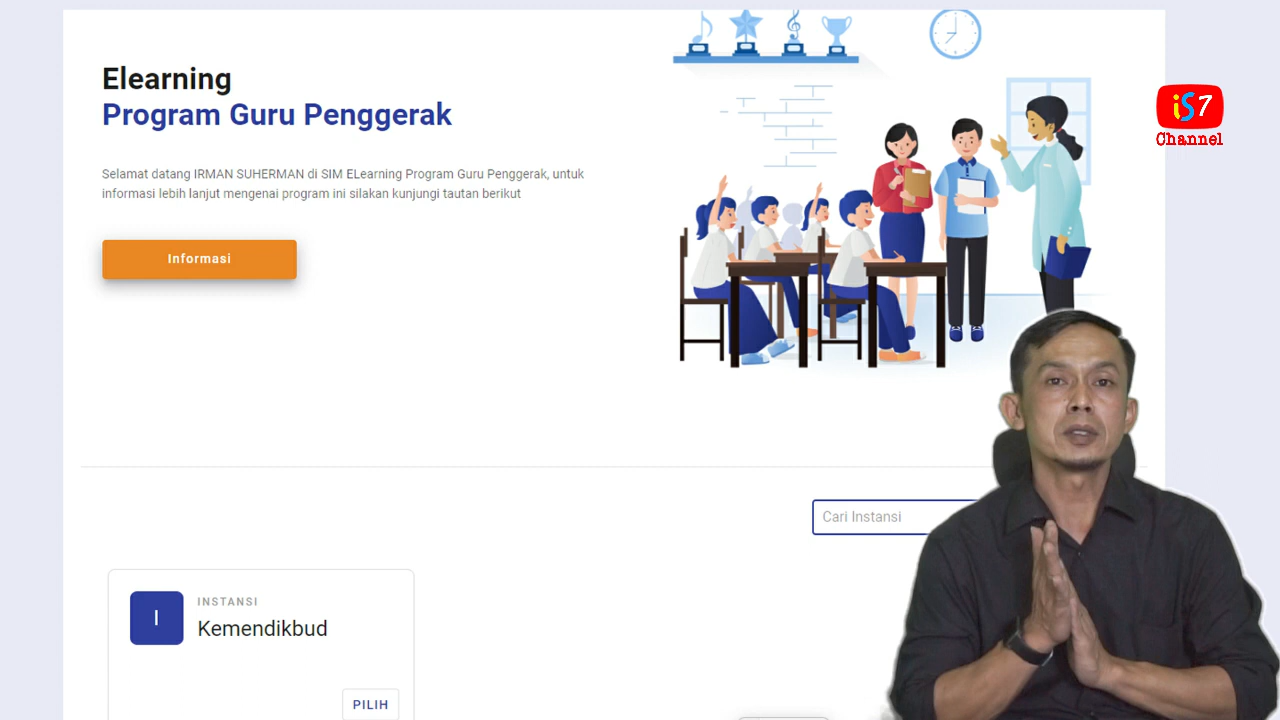 Elearning
Program Guru Penggerak
Selamat datang IRMAN SUHERMAN di SIM ELearning Program Guru Penggerak, untuk
informasi lebih lanjut mengenai program ini silakan kunjungi tautan berikut
Informasi
iS7
Channel
Cari Instansi
I
INSTANSI
Kemendikbud
PILIH